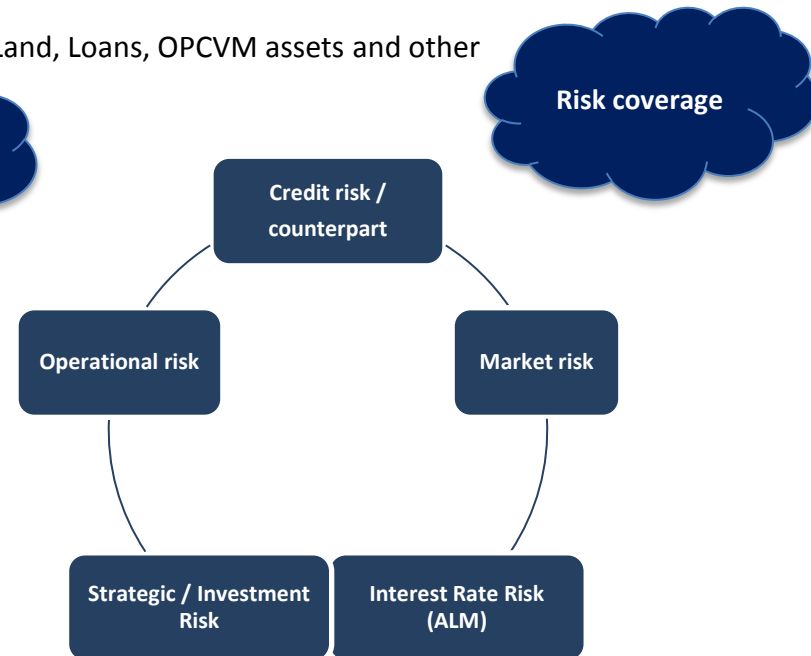 Land, Loans, OPCVM assets and other
Risk coverage
Credit risk /
counterpart
Operational risk
Market risk
Strategic / Investment
Risk
Interest Rate Risk
(ALM)